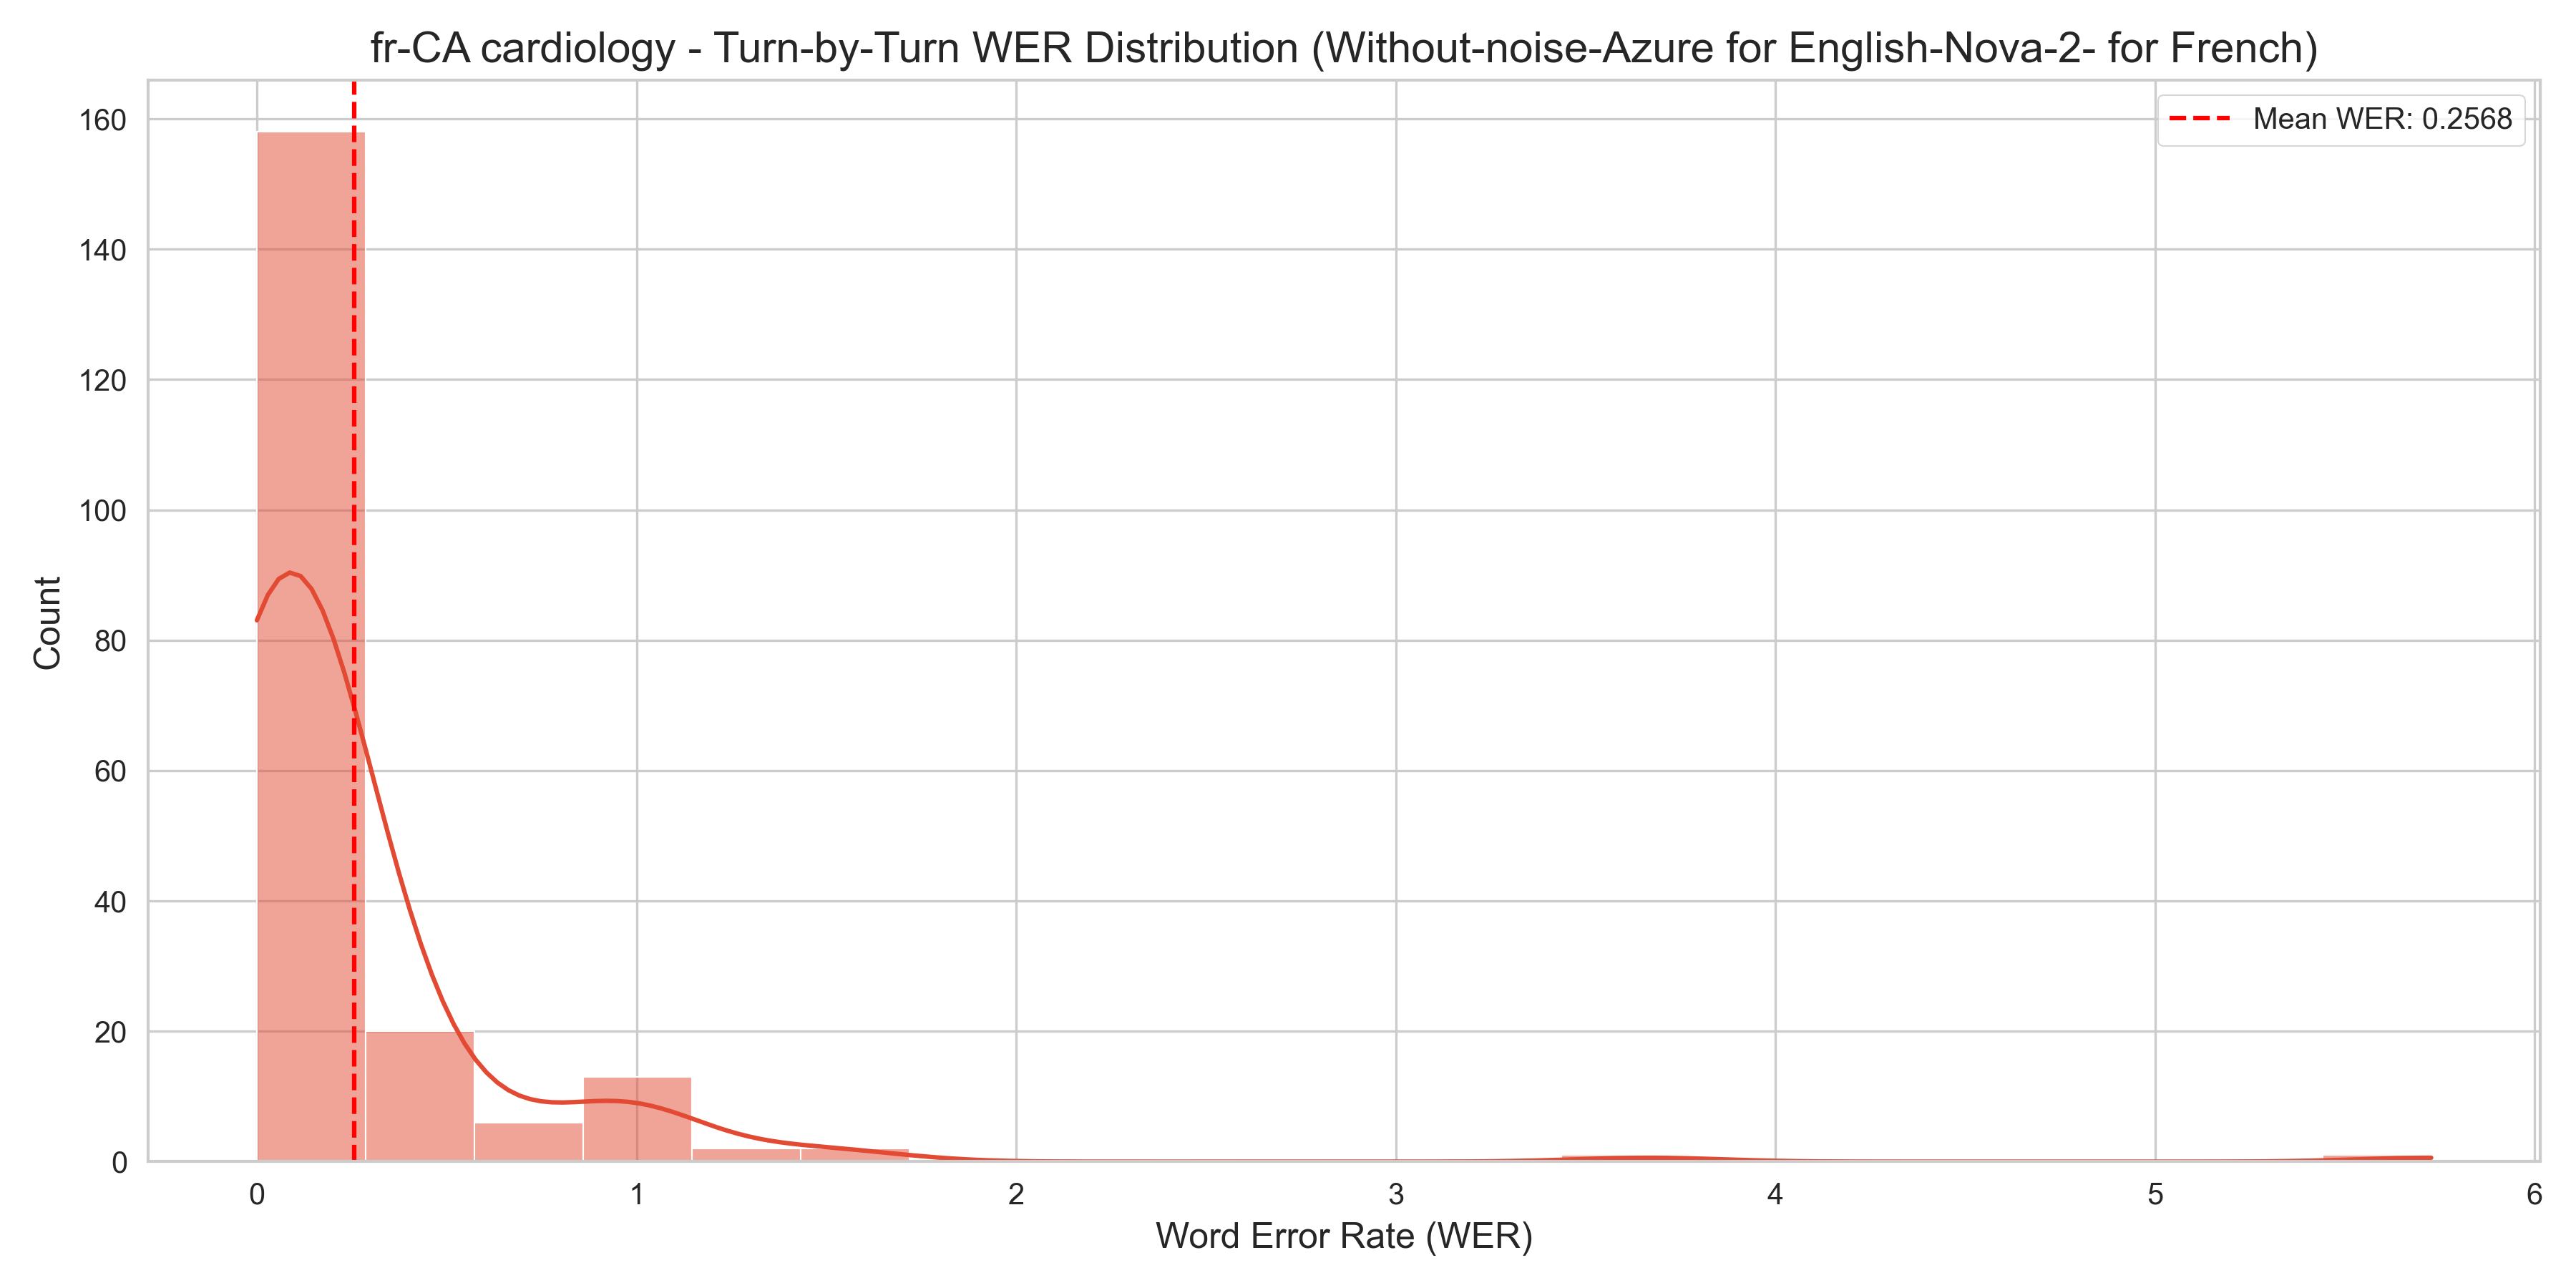 fr-CA cardiology - Turn-by-Turn WER Distribution (Without-noise-Azure for English-Nova-2- for French)
Mean WER: 0.2568
Count
160
140
120
100
80
60
40
20
0
0 1 2 3 4 5 6
Word Error Rate (WER)